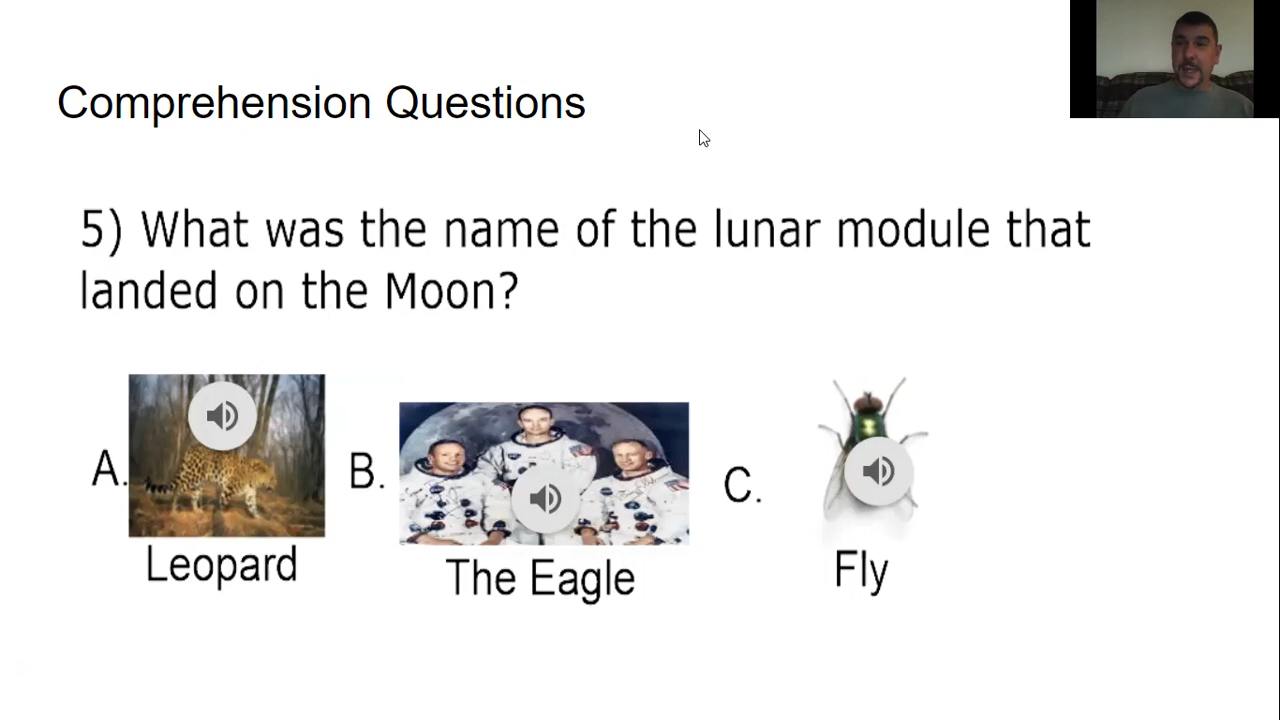 Comprehension Questions
5) What was the name of the lunar module that
landed on the Moon?
A.
B.
C.
Leopard
The Eagle
Fly